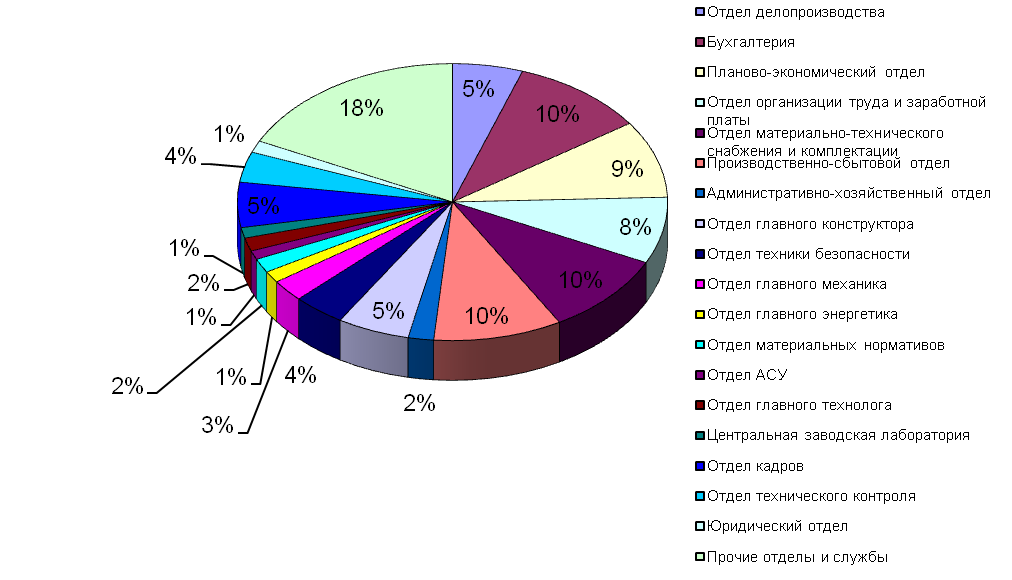 5%
10%
9%
8%
10%
10%
2%
5%
4%
3%
1%
2%
1%
2%
1%
5%
4%
1%
18%
Отдел делопроизводства
Бухгалтерия
Планово-экономический отдел
Отдел организации труда и заработной
платы
Отдел материально-технического
снабжения и комплектации
Производственно-сбытовой отдел
Административно-хозяйственный отдел
Отдел главного конструктора
Отдел техники безопасности
Отдел главного механика
Отдел главного энергетика
Отдел материальных нормативов
Отдел АСУ
Отдел главного технолога
Центральная заводская лаборатория
Отдел кадров
Отдел технического контроля
Юридический отдел
Прочие отделы и службы